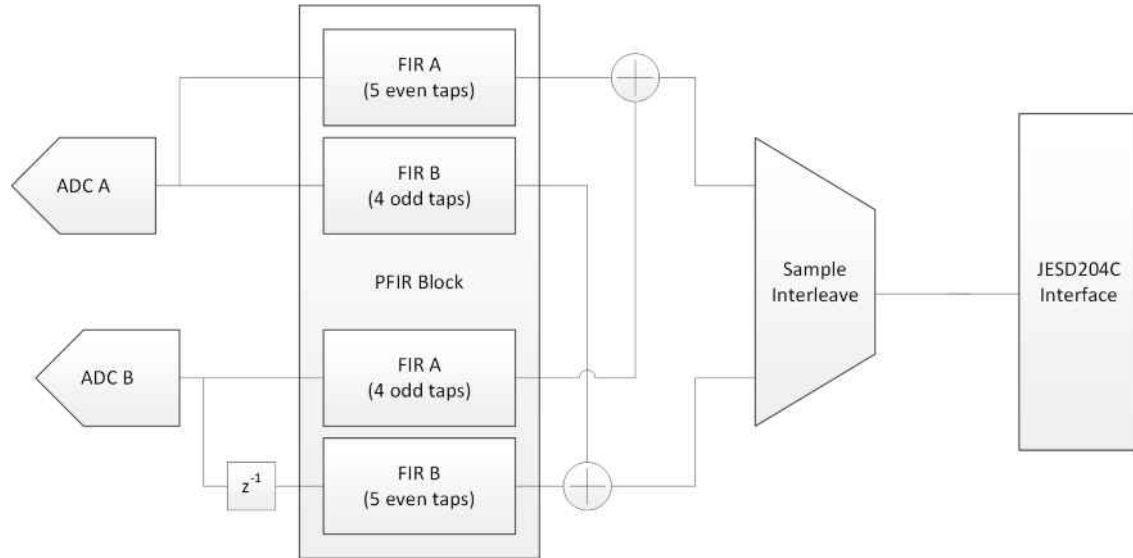 FIR A
(5 even taps)
ADC A
FIR B
(4 odd taps)
PFIR Block
Sample
Interleave
JESD204C
Interface
ADC B
FIR A
(4 odd taps)
z⁻¹
FIR B
(5 even taps)